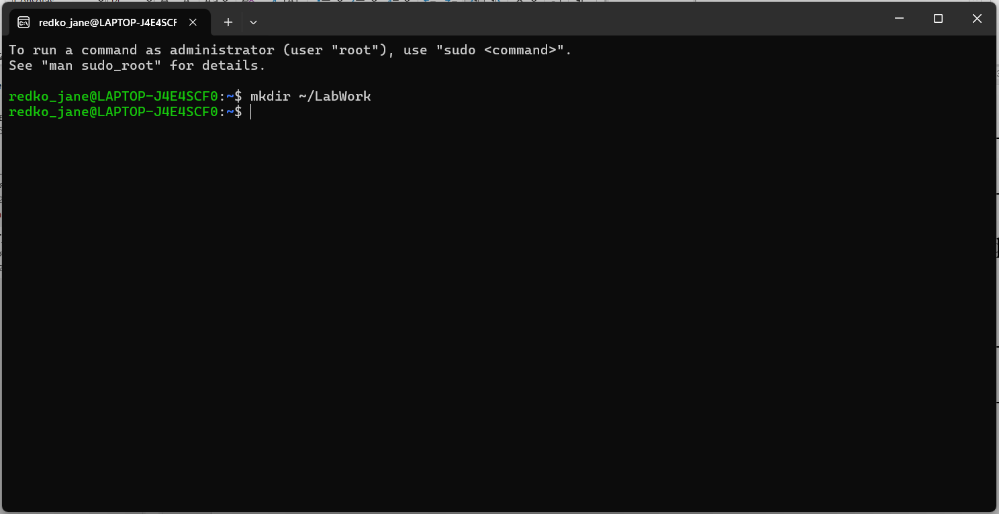 redko_jane@LAPTOP-J4E4SCF
To run a command as administrator (user "root"), use "sudo <command>".
See "man sudo_root" for details.
redko_jane@LAPTOP-J4E4SCF0:~$ mkdir ~/LabWork
redko_jane@LAPTOP-J4E4SCF0:~$